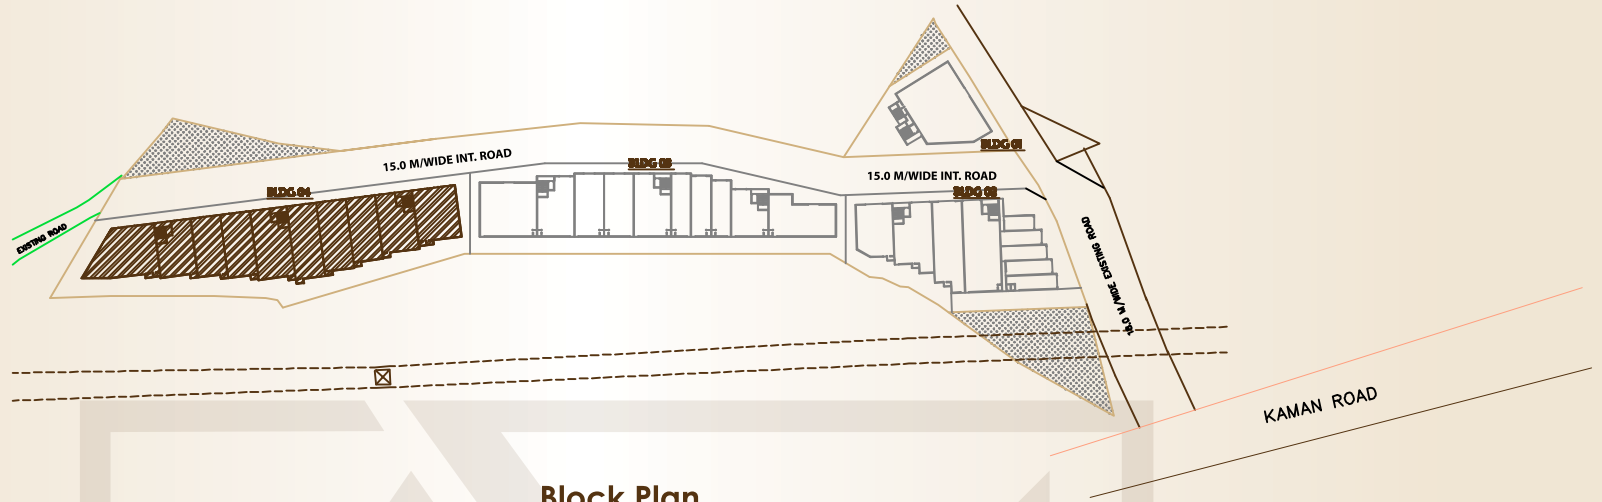 BLDG 01
15.0 M/WIDE INT. ROAD
BLDG 03
15.0 M/WIDE INT. ROAD
BLDG 04
BLDG 02
EXISTING ROAD
18.0 M/WIDE EXISTING ROAD
KAMAN ROAD
Block Plan